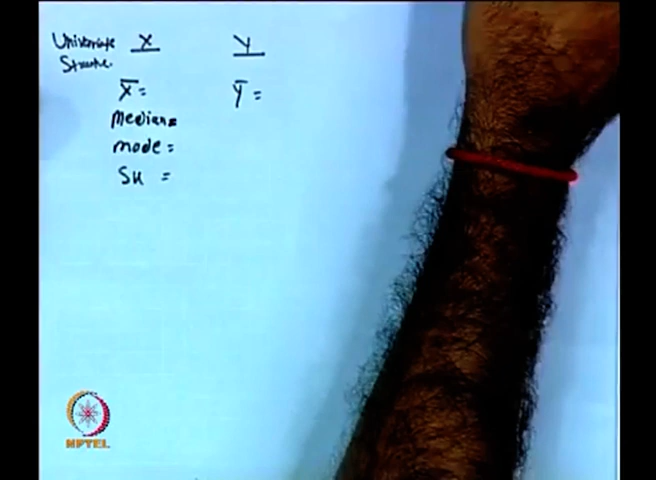 Univariate X Y
Structure.
X̄ = Ȳ =
Median =
mode =
Sk =
NPTEL